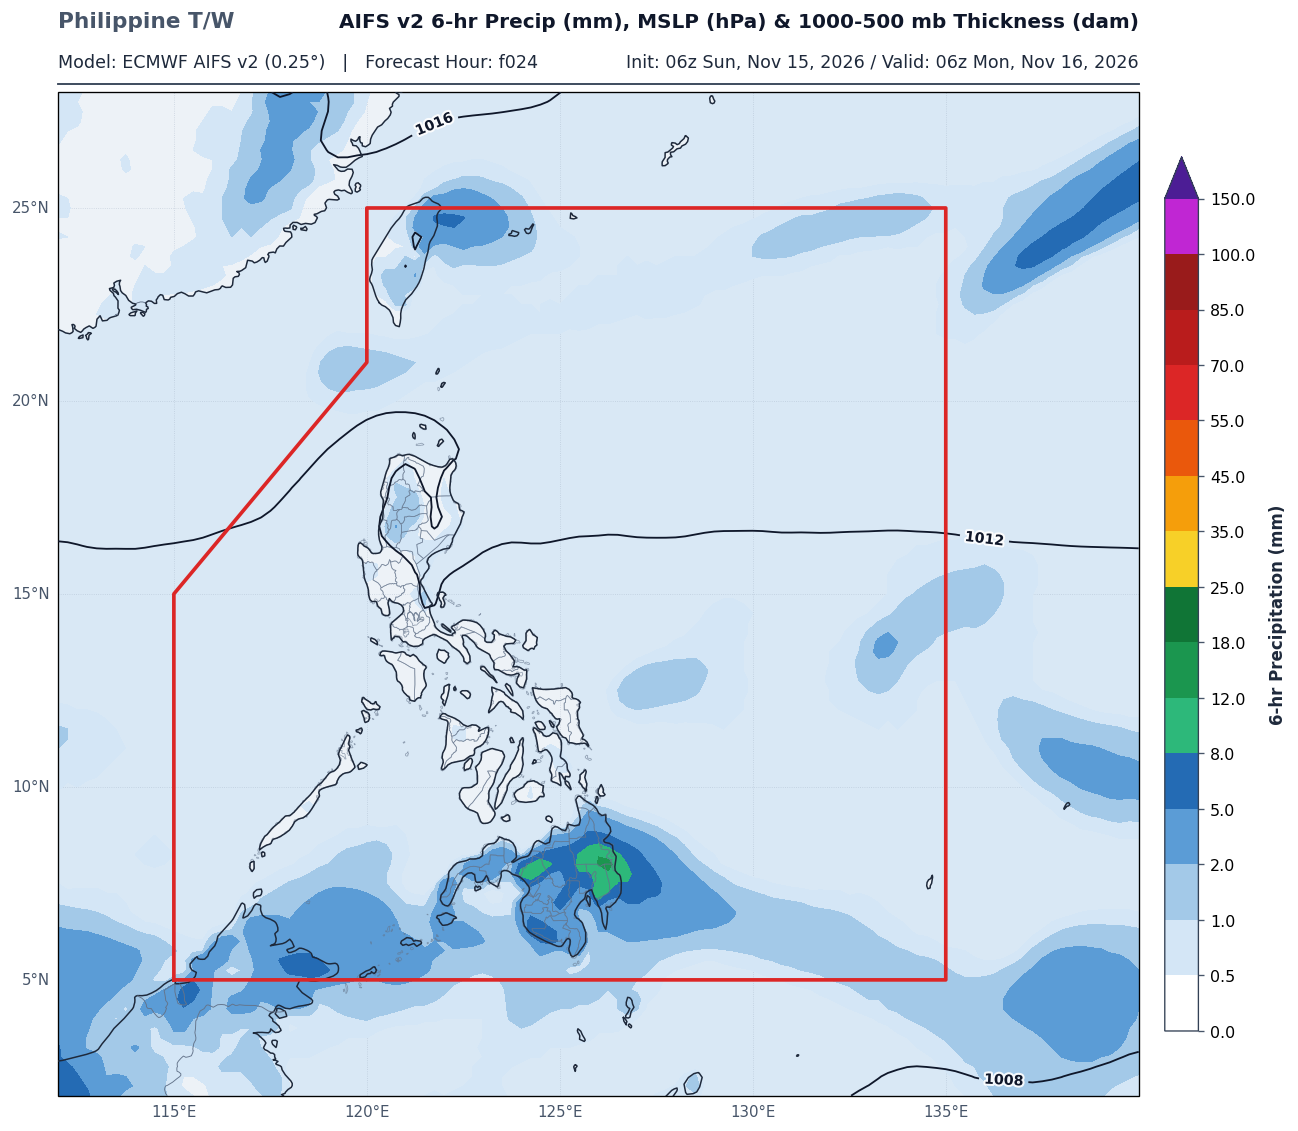 Philippine T/W
AIFS v2 6-hr Precip (mm), MSLP (hPa) & 1000-500 mb Thickness (dam)
Model: ECMWF AIFS v2 (0.25°)   |   Forecast Hour: f024
Init: 06z Sun, Nov 15, 2026 / Valid: 06z Mon, Nov 16, 2026
1016
1012
1008
25°N
20°N
15°N
10°N
5°N
115°E
120°E
125°E
130°E
135°E
150.0
100.0
85.0
70.0
55.0
45.0
35.0
25.0
18.0
12.0
8.0
5.0
2.0
1.0
0.5
0.0
6-hr Precipitation (mm)